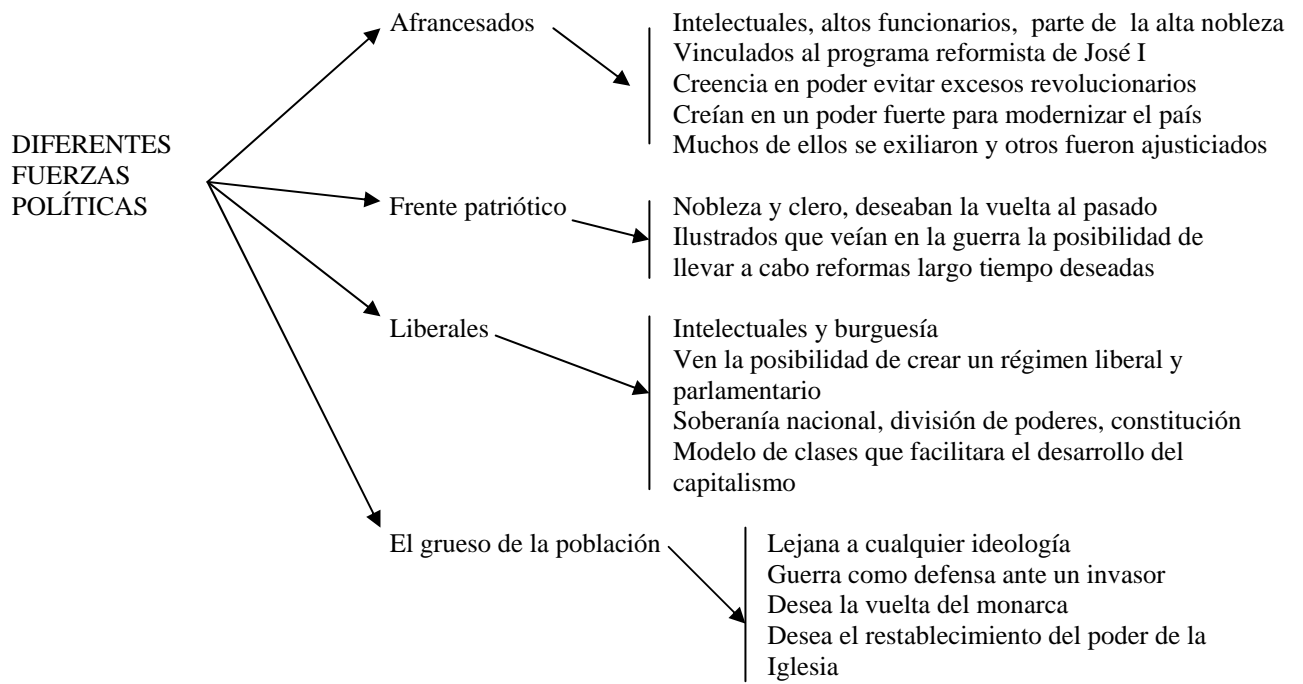 DIFERENTES
FUERZAS
POLÍTICAS
Afrancesados
Intelectuales, altos funcionarios, parte de la alta nobleza
Vinculados al programa reformista de José I
Creencia en poder evitar excesos revolucionarios
Creían en un poder fuerte para modernizar el país
Muchos de ellos se exiliaron y otros fueron ajusticiados
Frente patriótico
Nobleza y clero, deseaban la vuelta al pasado
Ilustrados que veían en la guerra la posibilidad de
llevar a cabo reformas largo tiempo deseadas
Liberales
Intelectuales y burguesía
Ven la posibilidad de crear un régimen liberal y
parlamentario
Soberanía nacional, división de poderes, constitución
Modelo de clases que facilitara el desarrollo del
capitalismo
El grueso de la población
Lejana a cualquier ideología
Guerra como defensa ante un invasor
Desea la vuelta del monarca
Desea el restablecimiento del poder de la
Iglesia